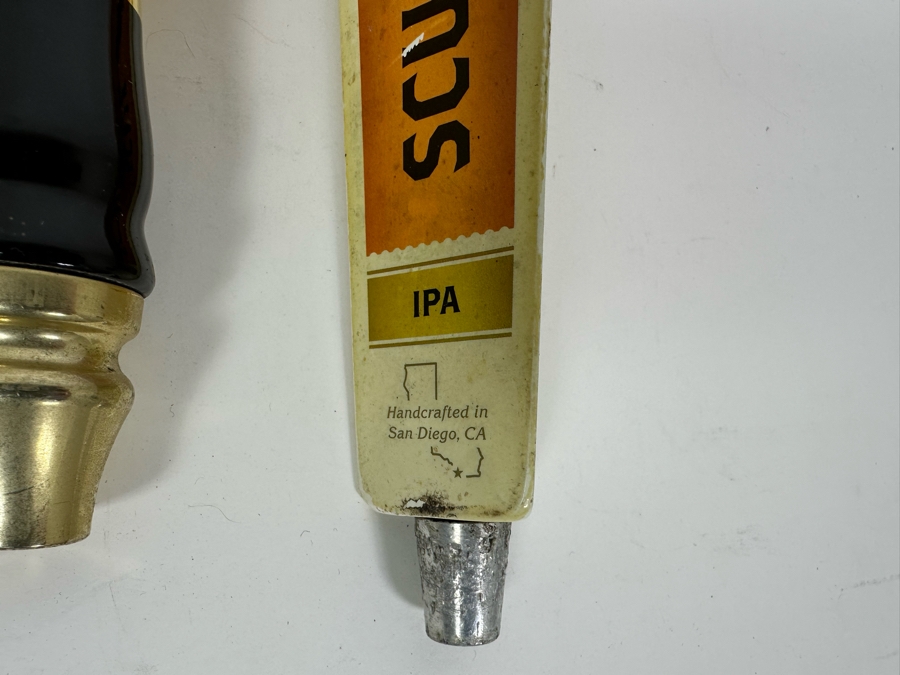 SCU
IPA
Handcrafted in
San Diego, CA